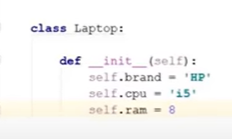 class Laptop:
def __init__(self):
self.brand = 'HP'
self.cpu = 'i5'
self.ram = 8